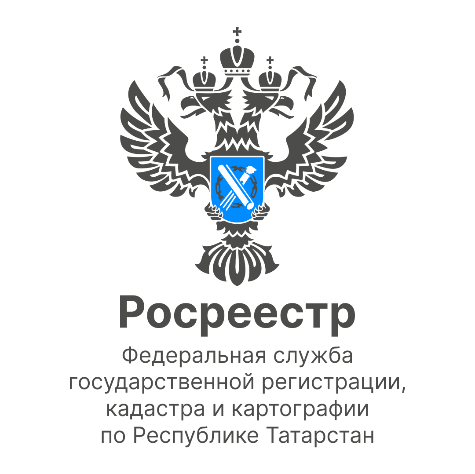 Росреестр
Федеральная служба
государственной регистрации,
кадастра и картографии
по Республике Татарстан